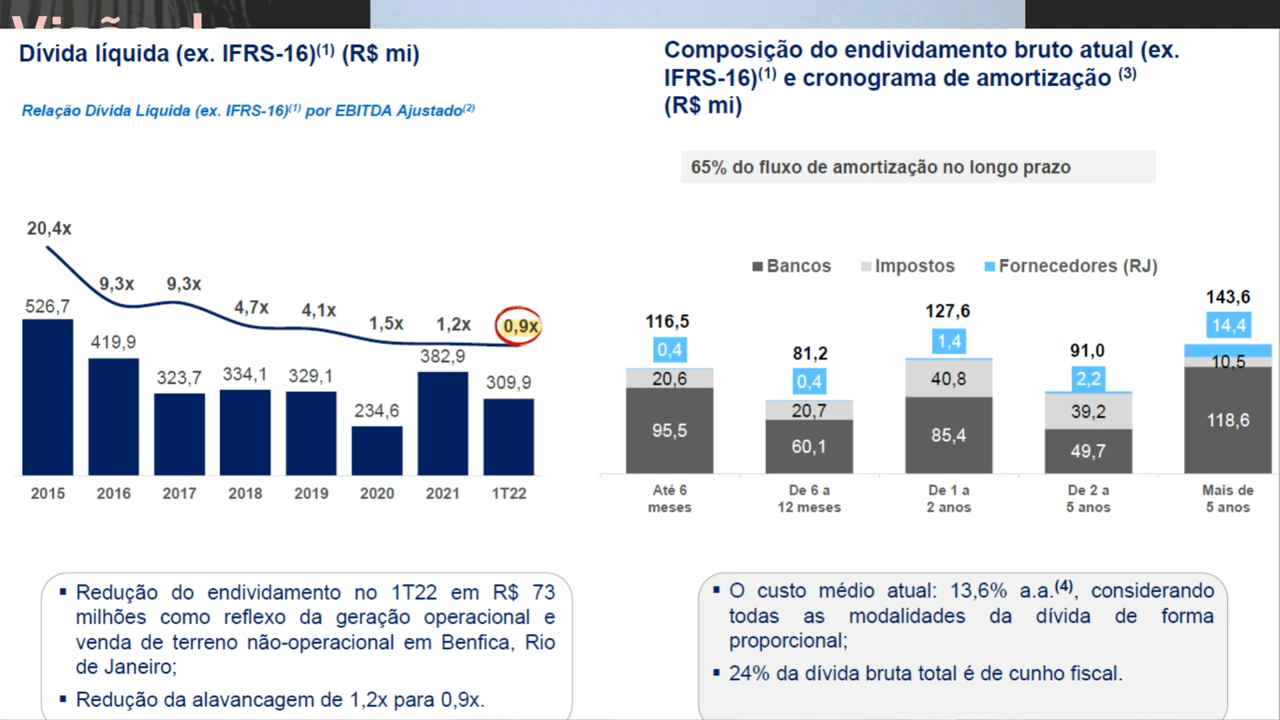 Visão da
Dívida líquida (ex. IFRS-16)(1) (R$ mi)
Relação Dívida Líquida (ex. IFRS-16)(1) por EBITDA Ajustado(2)
20,4x
9,3x
9,3x
4,7x
4,1x
1,5x
1,2x
0,9x
526,7
419,9
323,7
334,1
329,1
234,6
382,9
309,9
2015 2016 2017 2018 2019 2020 2021 1T22
▪ Redução do endividamento no 1T22 em R$ 73
milhões como reflexo da geração operacional e
venda de terreno não-operacional em Benfica, Rio
de Janeiro;
▪ Redução da alavancagem de 1,2x para 0,9x.
Composição do endividamento bruto atual (ex.
IFRS-16)(1) e cronograma de amortização (3)
(R$ mi)
65% do fluxo de amortização no longo prazo
Bancos Impostos Fornecedores (RJ)
116,5
0,4
20,6
95,5
Até 6
meses
81,2
0,4
20,7
60,1
De 6 a
12 meses
127,6
1,4
40,8
85,4
De 1 a
2 anos
91,0
2,2
39,2
49,7
De 2 a
5 anos
143,6
14,4
10,5
118,6
Mais de
5 anos
▪ O custo médio atual: 13,6% a.a.(4), considerando
todas as modalidades da dívida de forma
proporcional;
▪ 24% da dívida bruta total é de cunho fiscal.